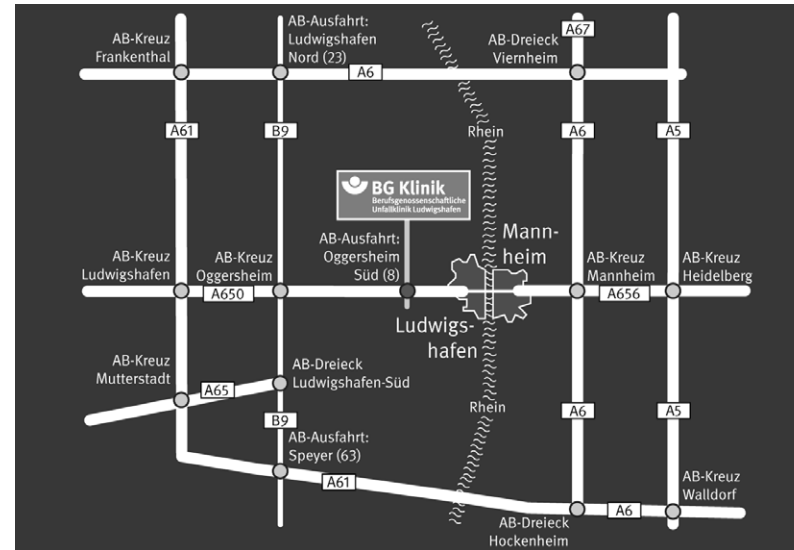 AB-Kreuz
Frankenthal
AB-Ausfahrt:
Ludwigshafen
Nord (23)
AB-Dreieck
Viernheim
A67
A6
A61
B9
Rhein
A6
A5
BG Klinik
Berufsgenossenschaftliche
Unfallklinik Ludwigshafen
AB-Kreuz
Ludwigshafen
AB-Kreuz
Oggersheim
AB-Ausfahrt:
Oggersheim
Süd (8)
Mann-
heim
AB-Kreuz
Mannheim
AB-Kreuz
Heidelberg
A650
A656
Ludwigs-
hafen
AB-Kreuz
Mutterstadt
A65
AB-Dreieck
Ludwigshafen-Süd
B9
Rhein
A6
A5
AB-Ausfahrt:
Speyer (63)
A61
AB-Kreuz
Walldorf
A6
AB-Dreieck
Hockenheim